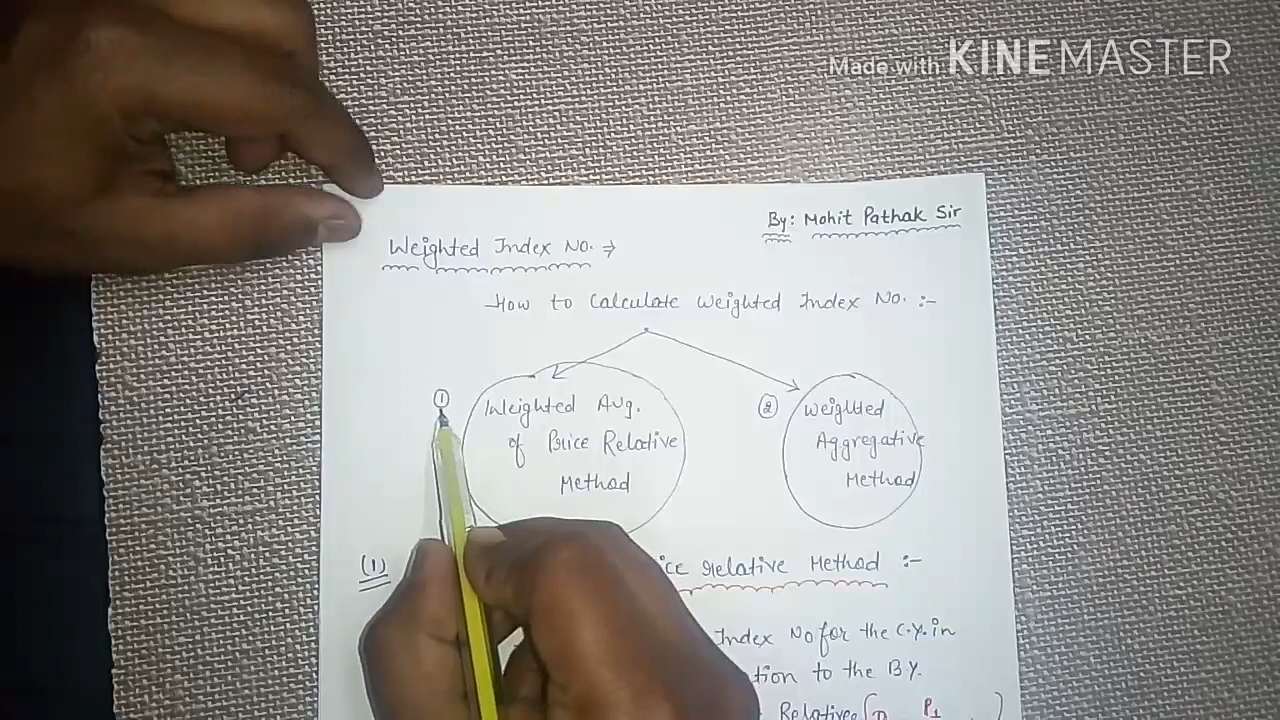 Made with KINEMASTER
By: Mohit Pathak Sir
Weighted Index No. ⇒
How to Calculate Weighted Index No. :-
① Weighted Avg. of Price Relative Method
② Weighted Aggregative Method
(1) Relative Method :-
Index No for the C.Y. in
to the B.Y.
Relative P1